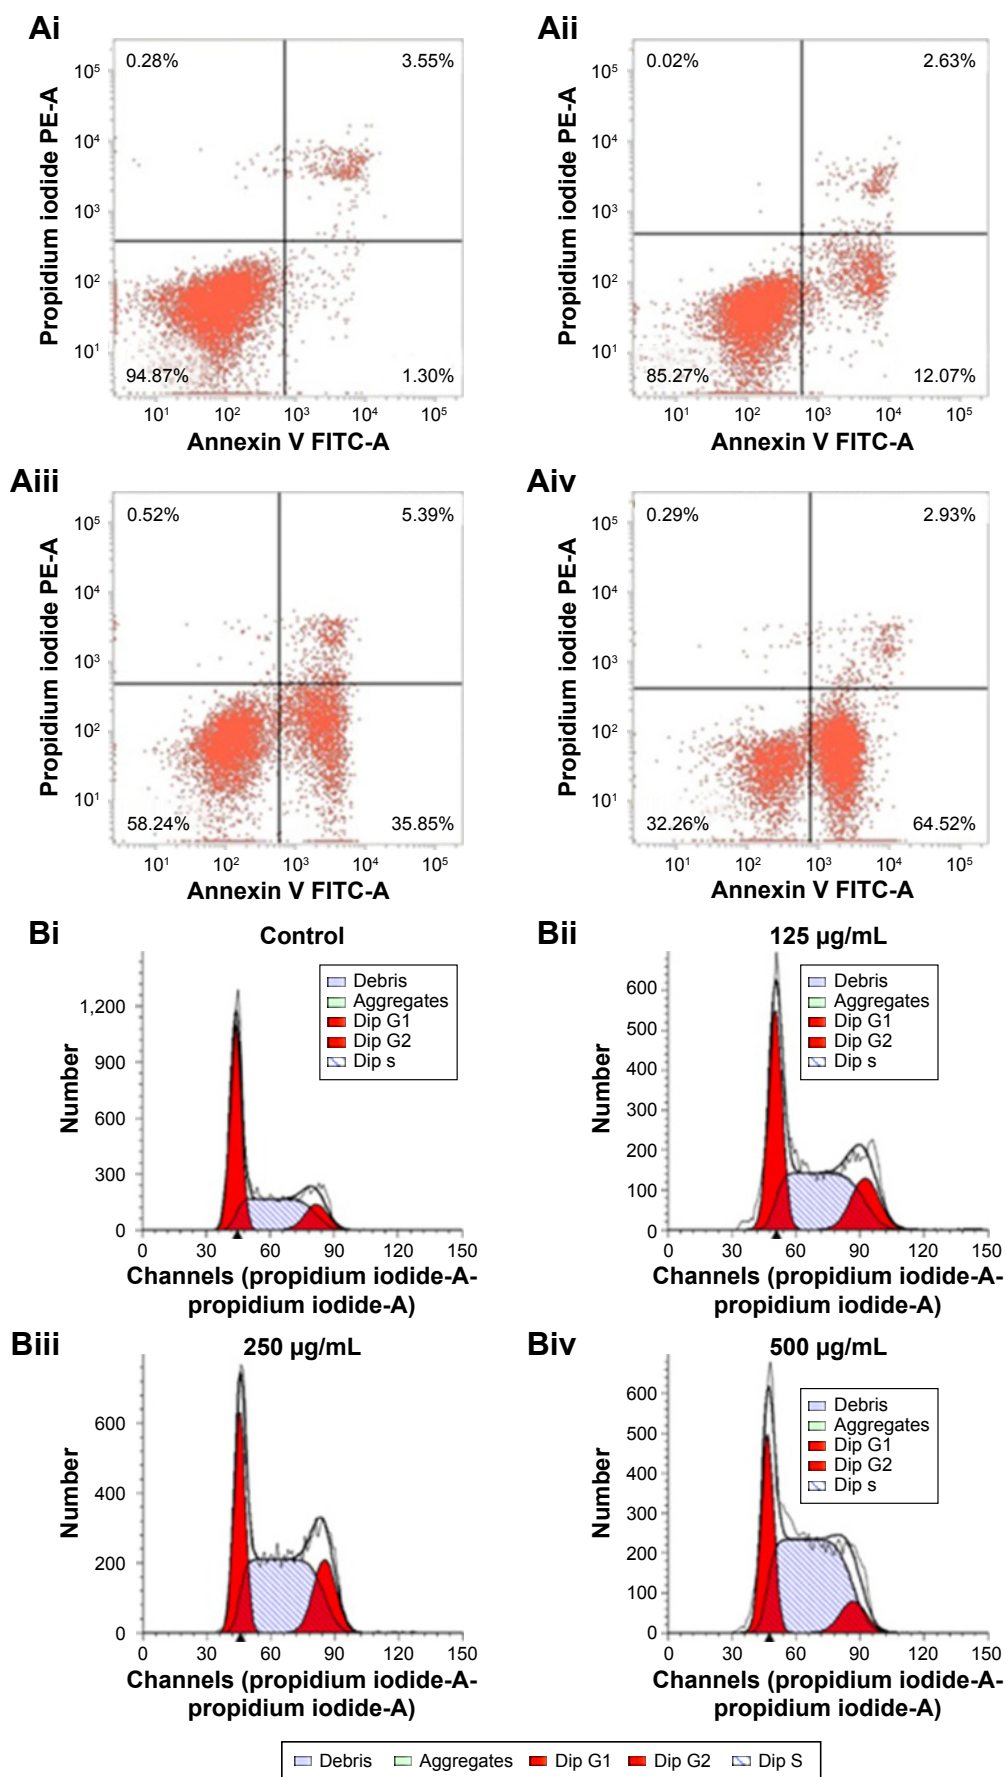 Ai
0.28%
3.55%
10⁵
10⁴
10³
10²
10¹
94.87%
1.30%
10¹ 10² 10³ 10⁴ 10⁵
Propidium iodide PE-A
Annexin V FITC-A
Aii
0.02%
2.63%
10⁵
10⁴
10³
10²
10¹
85.27%
12.07%
10¹ 10² 10³ 10⁴ 10⁵
Propidium iodide PE-A
Annexin V FITC-A
Aiii
0.52%
5.39%
10⁵
10⁴
10³
10²
10¹
58.24%
35.85%
10¹ 10² 10³ 10⁴ 10⁵
Propidium iodide PE-A
Annexin V FITC-A
Aiv
0.29%
2.93%
10⁵
10⁴
10³
10²
10¹
32.26%
64.52%
10¹ 10² 10³ 10⁴ 10⁵
Propidium iodide PE-A
Annexin V FITC-A
Bi
Control
Debris
Aggregates
Dip G1
Dip G2
Dip s
1,200
900
600
300
0
Number
0 30 60 90 120 150
Channels (propidium iodide-A-
propidium iodide-A)
Bii
125 µg/mL
Debris
Aggregates
Dip G1
Dip G2
Dip s
600
500
400
300
200
100
0
Number
0 30 60 90 120 150
Channels (propidium iodide-A-
propidium iodide-A)
Biii
250 µg/mL
600
400
200
0
Number
0 30 60 90 120 150
Channels (propidium iodide-A-
propidium iodide-A)
Biv
500 µg/mL
Debris
Aggregates
Dip G1
Dip G2
Dip s
600
500
400
300
200
100
0
Number
0 30 60 90 120 150
Channels (propidium iodide-A-
propidium iodide-A)
Debris Aggregates Dip G1 Dip G2 Dip S